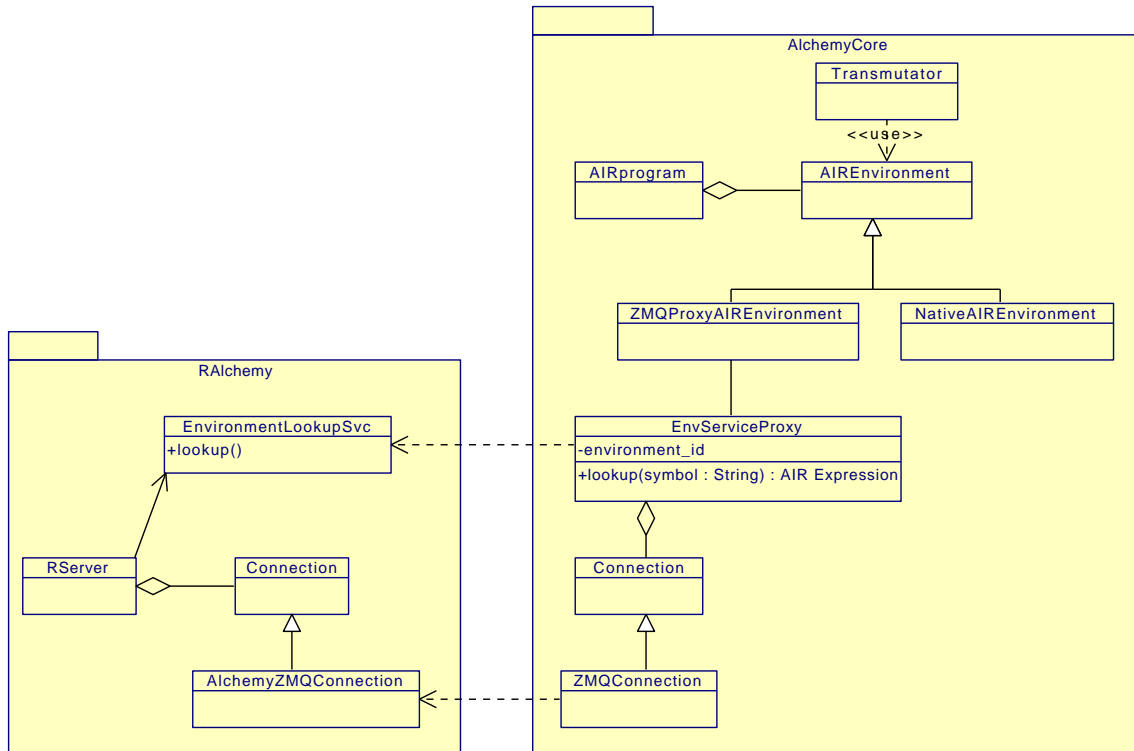 AlchemyCore
Transmutator
<<use>>
AIRprogram
AIREnvironment
ZMQProxyAIREnvironment
NativeAIREnvironment
RAlchemy
EnvironmentLookupSvc
+lookup()
EnvServiceProxy
-environment_id
+lookup(symbol : String) : AIR Expression
RServer
Connection
Connection
AlchemyZMQConnection
ZMQConnection